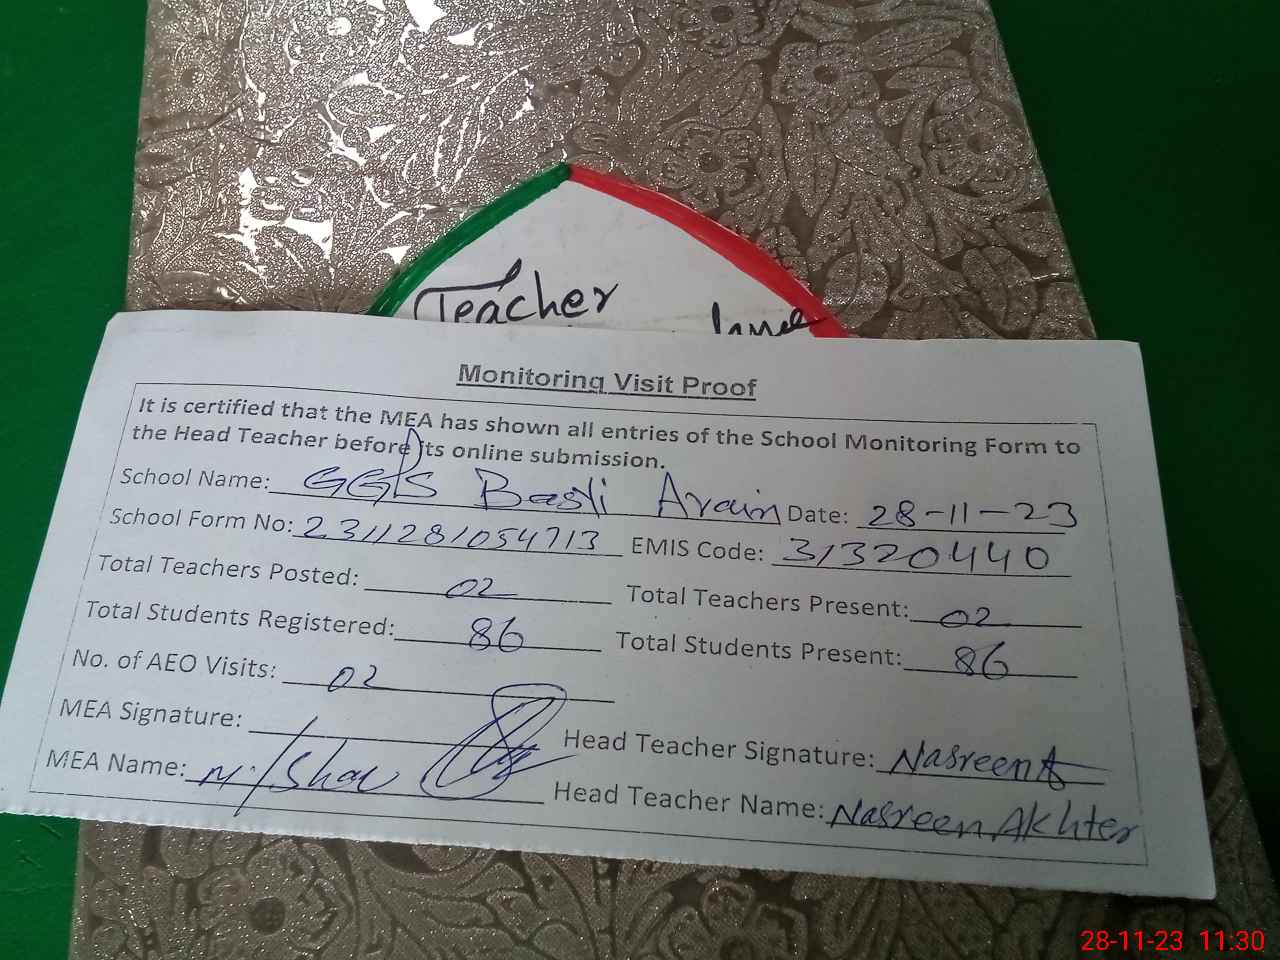 Teacher
Monitoring Visit Proof
It is certified that the MEA has shown all entries of the School Monitoring Form to
the Head Teacher before its online submission.
School Name: GGPS Basti Arain Date: 28-11-23
School Form No: 2311281054713 EMIS Code: 31320440
Total Teachers Posted: 02 Total Teachers Present: 02
Total Students Registered: 86 Total Students Present: 86
No. of AEO Visits: 02
MEA Signature: Head Teacher Signature: Nasreen A
MEA Name: Head Teacher Name: Nasreen Akhter
28-11-23 11:30